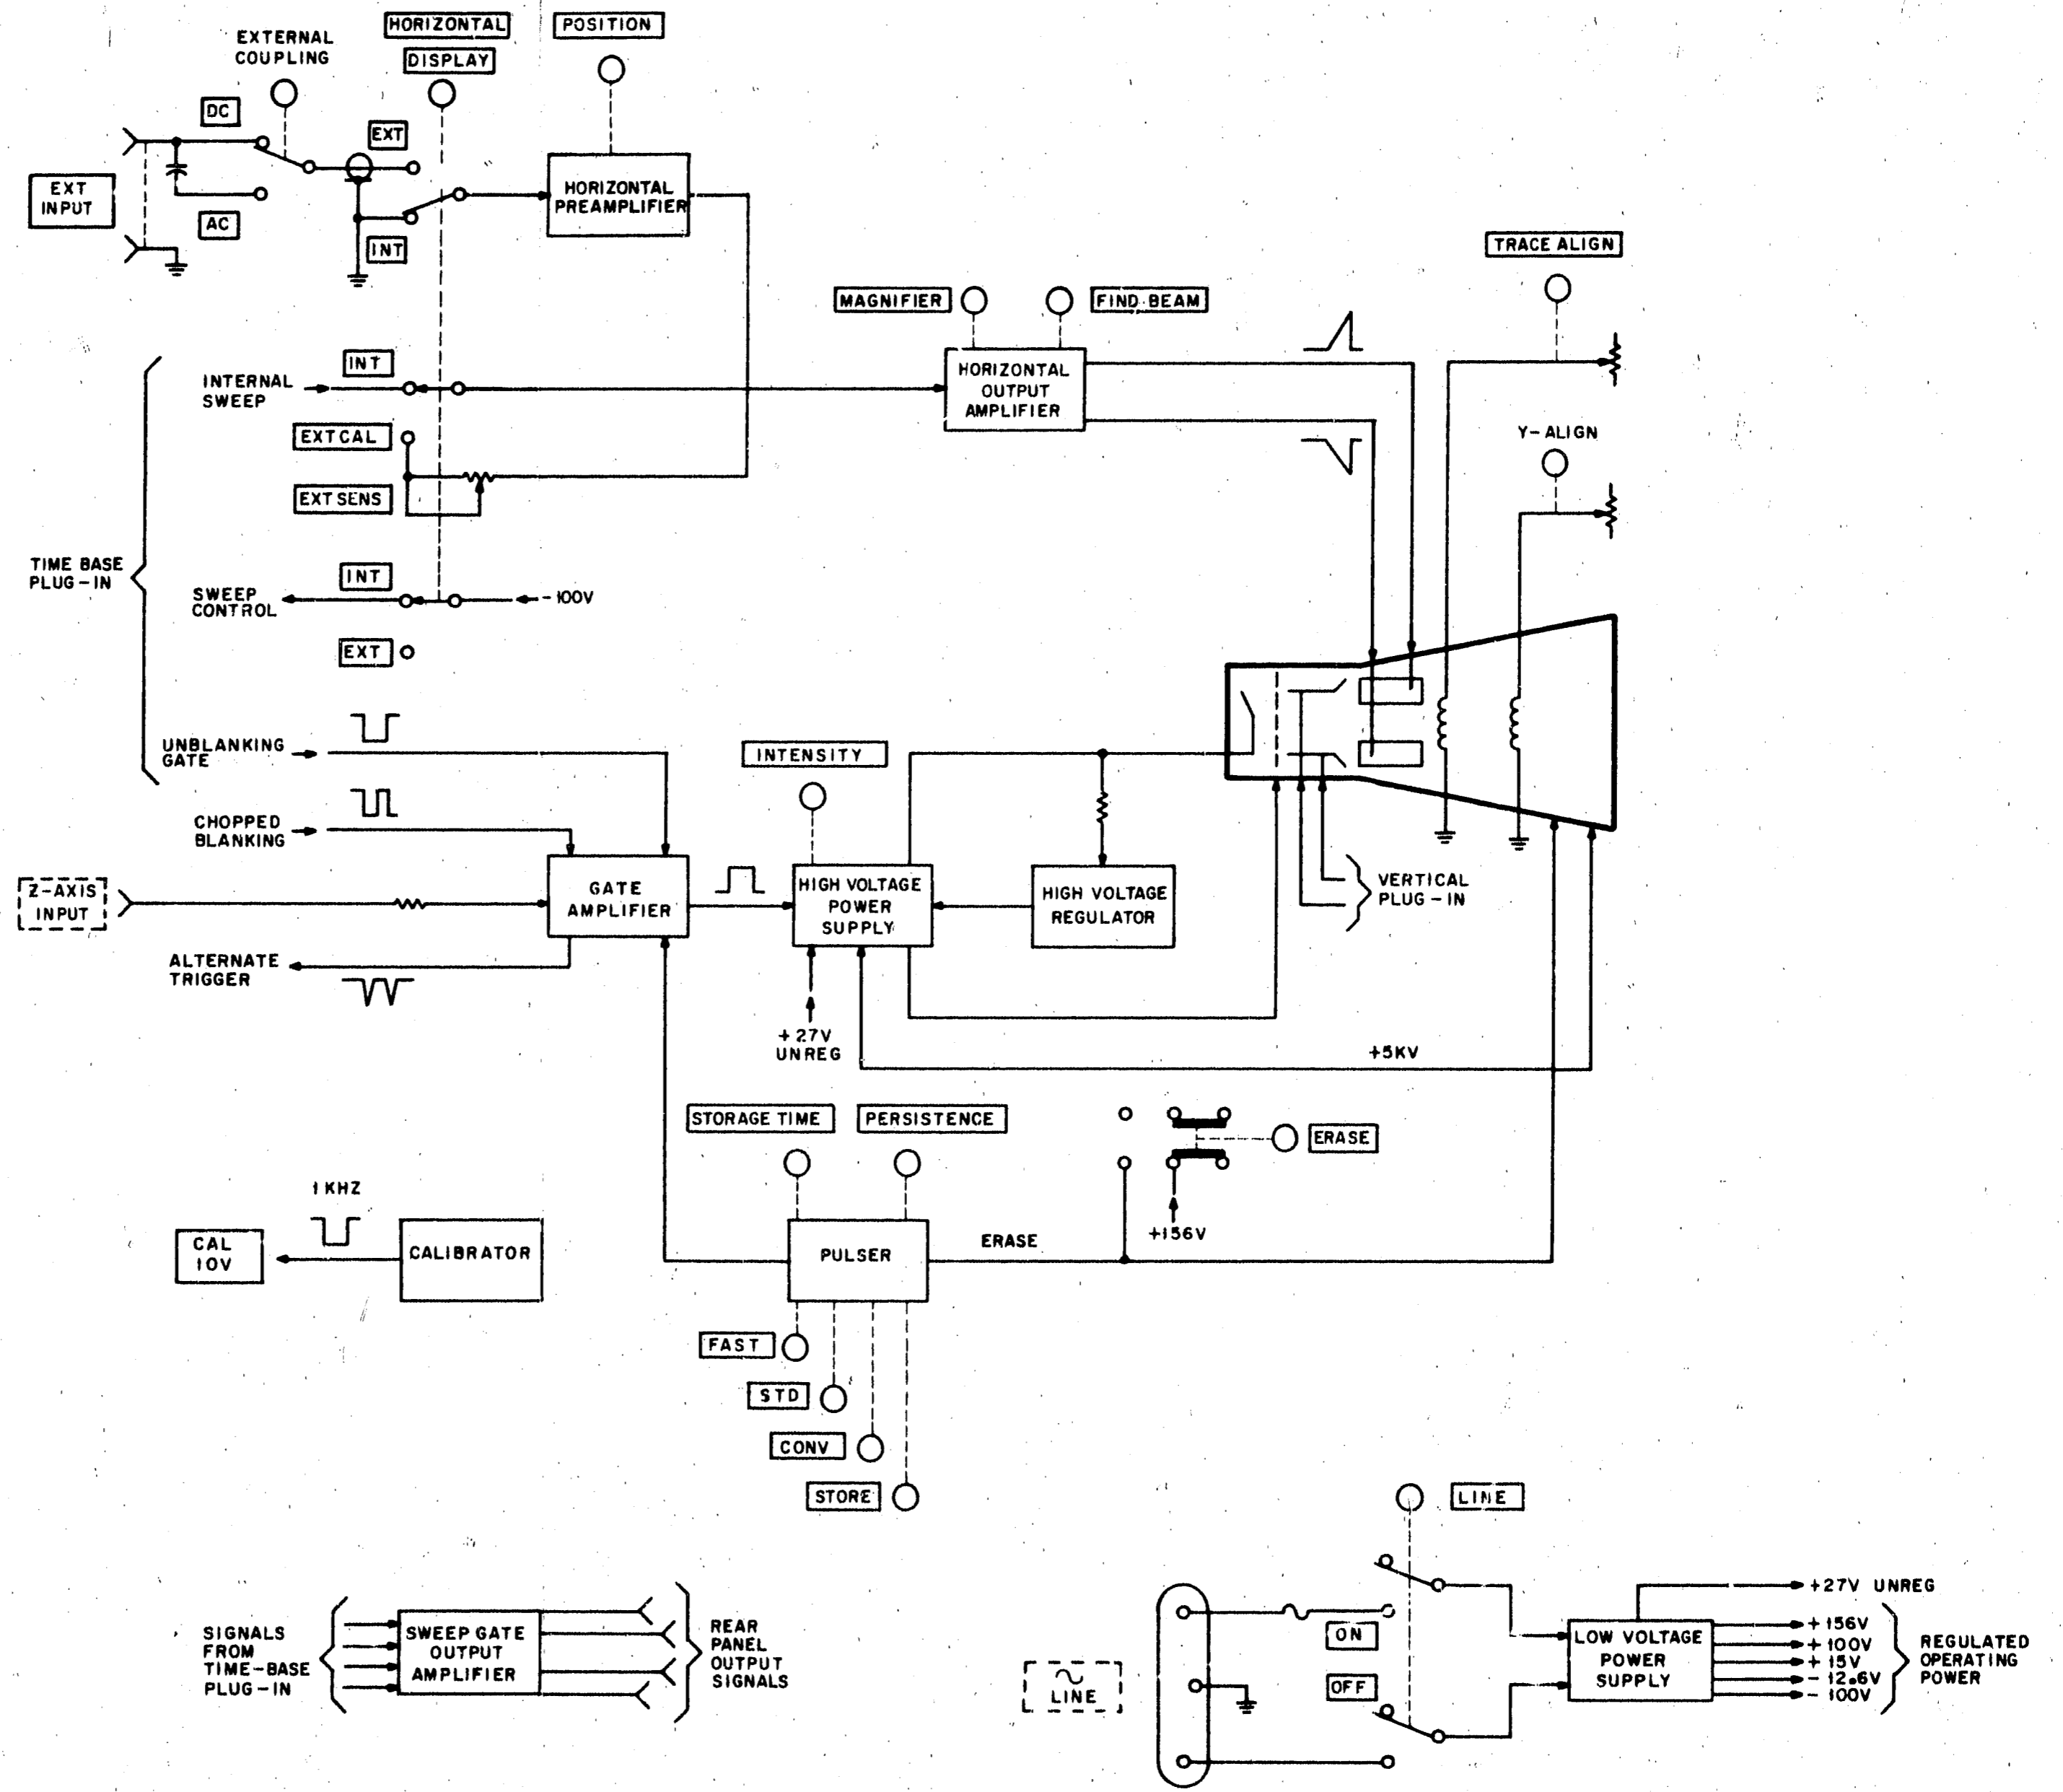 EXTERNAL
COUPLING
HORIZONTAL
DISPLAY
POSITION
DC
EXT
EXT
INPUT
AC
INT
HORIZONTAL
PREAMPLIFIER
TRACE ALIGN
MAGNIFIER
FIND BEAM
INT
INTERNAL
SWEEP
HORIZONTAL
OUTPUT
AMPLIFIER
EXT CAL
Y-ALIGN
EXT SENS
TIME BASE
PLUG-IN
INT
SWEEP
CONTROL
-100V
EXT
UNBLANKING
GATE
INTENSITY
CHOPPED
BLANKING
Z-AXIS
INPUT
GATE
AMPLIFIER
HIGH VOLTAGE
POWER
SUPPLY
HIGH VOLTAGE
REGULATOR
VERTICAL
PLUG-IN
ALTERNATE
TRIGGER
+27V
UNREG
+5KV
STORAGE TIME
PERSISTENCE
ERASE
1 KHZ
+156V
CAL
10V
CALIBRATOR
PULSER
ERASE
FAST
STD
CONV
STORE
LINE
SIGNALS
FROM
TIME-BASE
PLUG-IN
SWEEP GATE
OUTPUT
AMPLIFIER
REAR
PANEL
OUTPUT
SIGNALS
LINE
ON
OFF
LOW VOLTAGE
POWER
SUPPLY
+27V UNREG
+156V
+100V
+15V
-12.6V
-100V
REGULATED
OPERATING
POWER